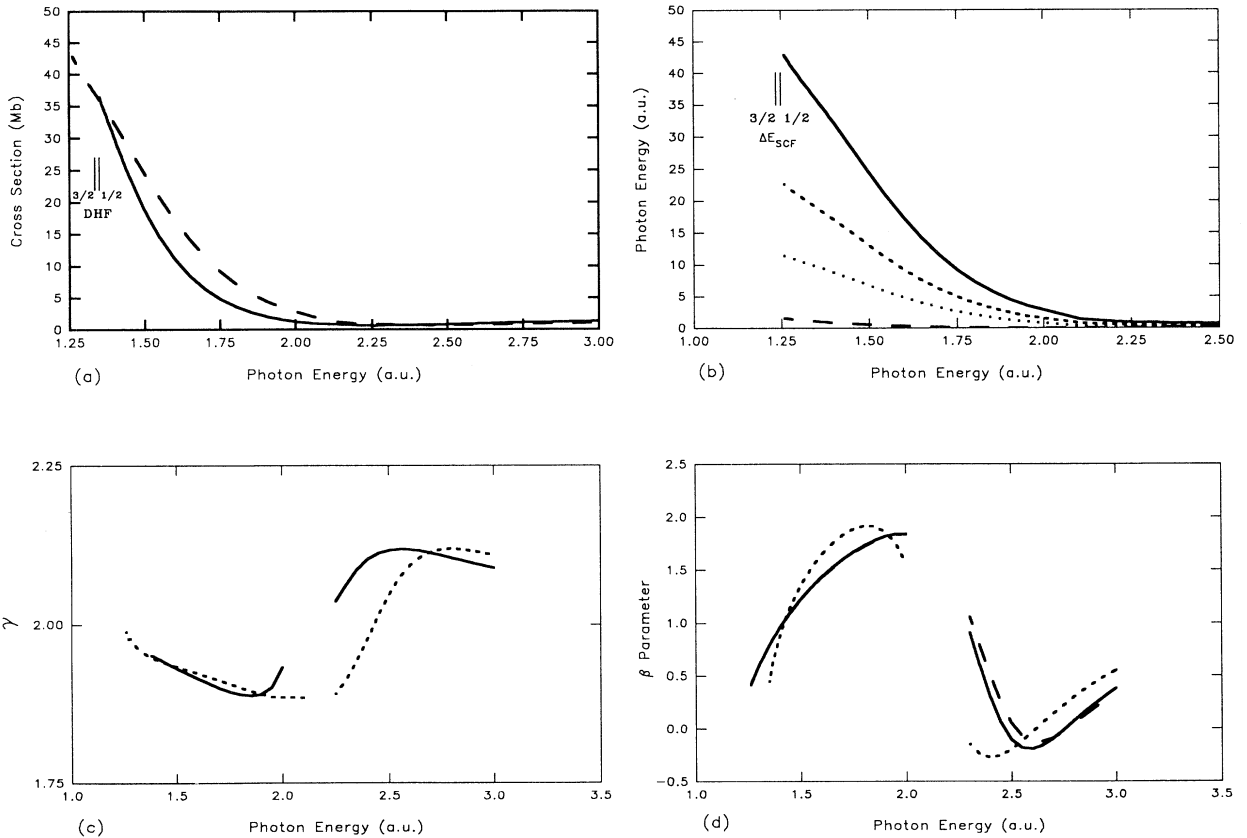 50
45
40
35
30
25
20
15
10
5
0
Cross Section (Mb)
3/2 1/2
DHF
1.25 1.50 1.75 2.00 2.25 2.50 2.75 3.00
(a) Photon Energy (a.u.)
50
45
40
35
30
25
20
15
10
5
0
Photon Energy (a.u.)
3/2 1/2
ΔE_SCF
1.00 1.25 1.50 1.75 2.00 2.25 2.50
(b) Photon Energy (a.u.)
2.25
2.00
1.75
γ
1.0 1.5 2.0 2.5 3.0 3.5
(c) Photon Energy (a.u.)
2.5
2.0
1.5
1.0
0.5
0.0
−0.5
β Parameter
1.0 1.5 2.0 2.5 3.0 3.5
(d) Photon Energy (a.u.)